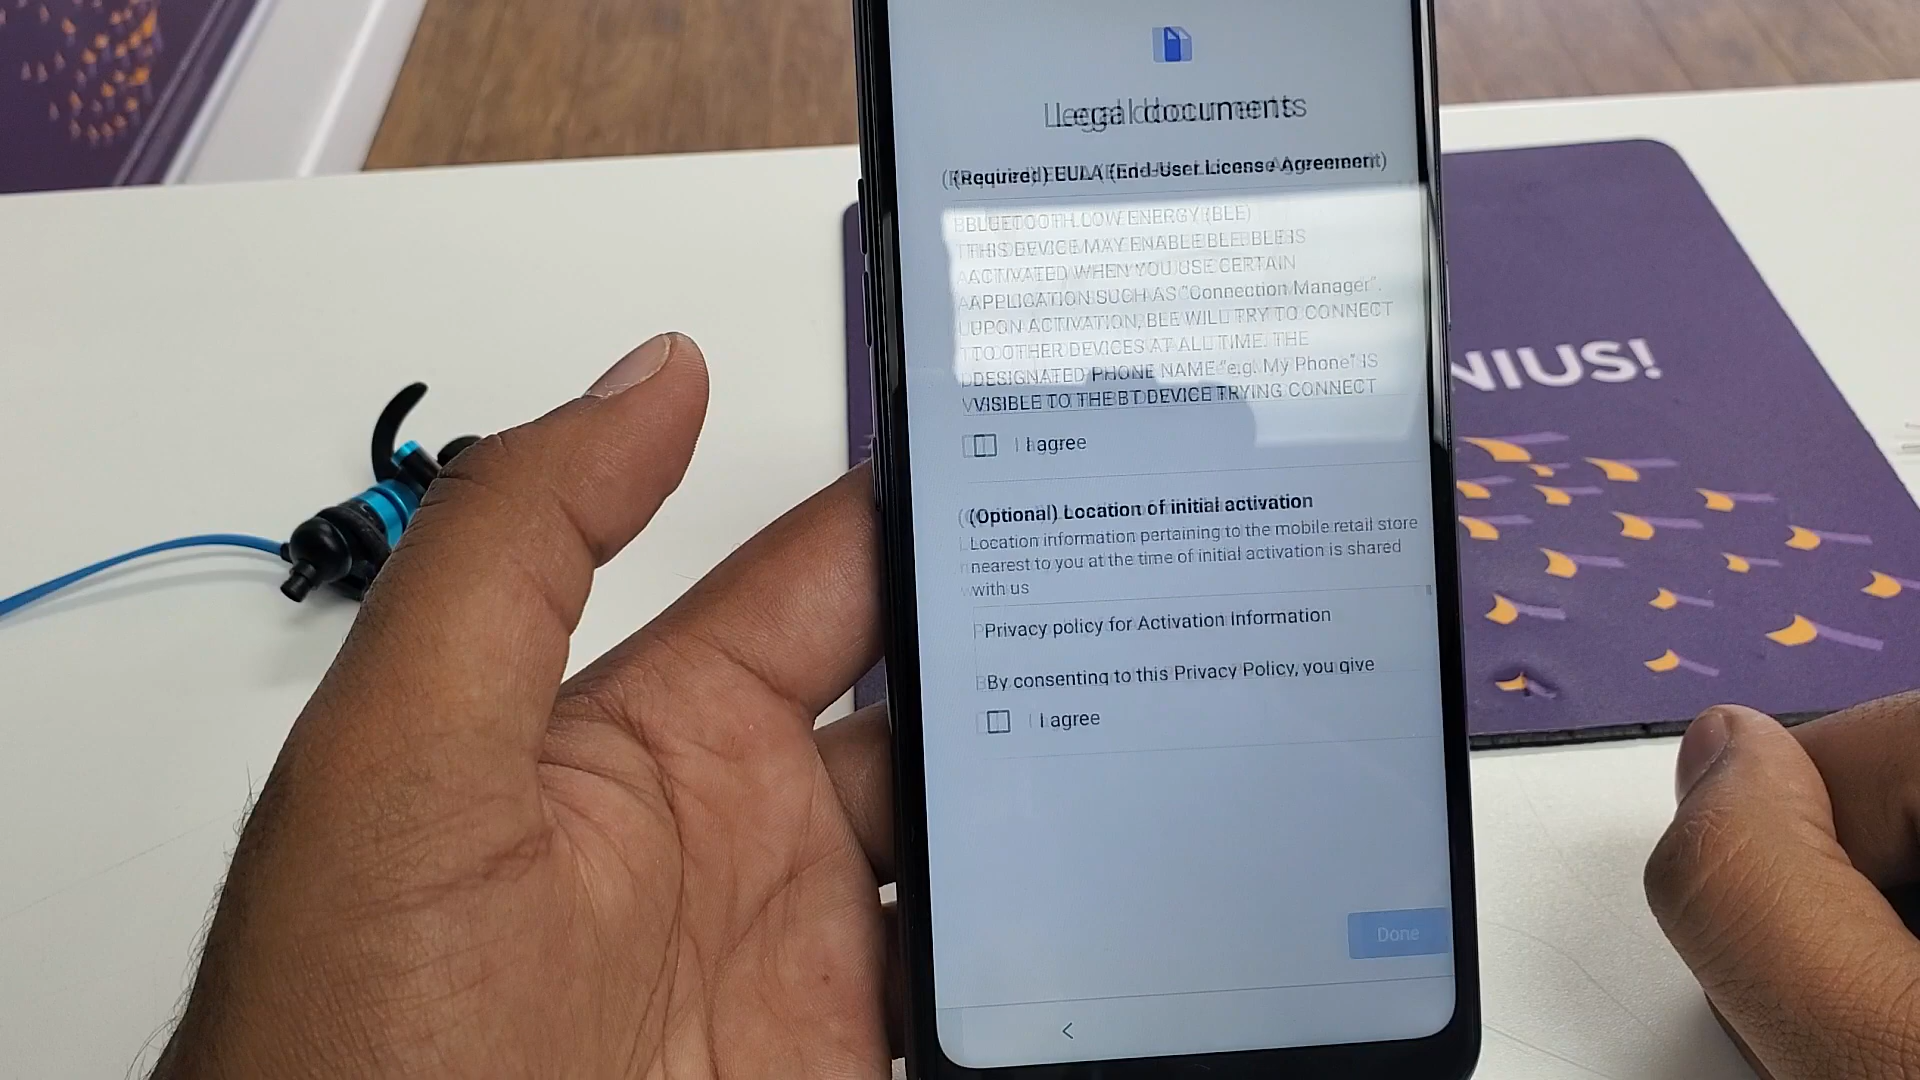 Legal documents
(Required) EULA (End-User License Agreement)
BLUETOOTH LOW ENERGY (BLE)
THIS DEVICE MAY ENABLE BLE. BLE IS
ACTIVATED WHEN YOU USE CERTAIN
APPLICATION SUCH AS "Connection Manager".
UPON ACTIVATION, BLE WILL TRY TO CONNECT
TO OTHER DEVICES AT ALL TIME. THE
DESIGNATED PHONE NAME "e.g. My Phone" IS
VISIBLE TO THE BT DEVICE TRYING CONNECT
I agree
(Optional) Location of initial activation
Location information pertaining to the mobile retail store
nearest to you at the time of initial activation is shared
with us
Privacy policy for Activation Information
By consenting to this Privacy Policy, you give
I agree
Done
NIUS!